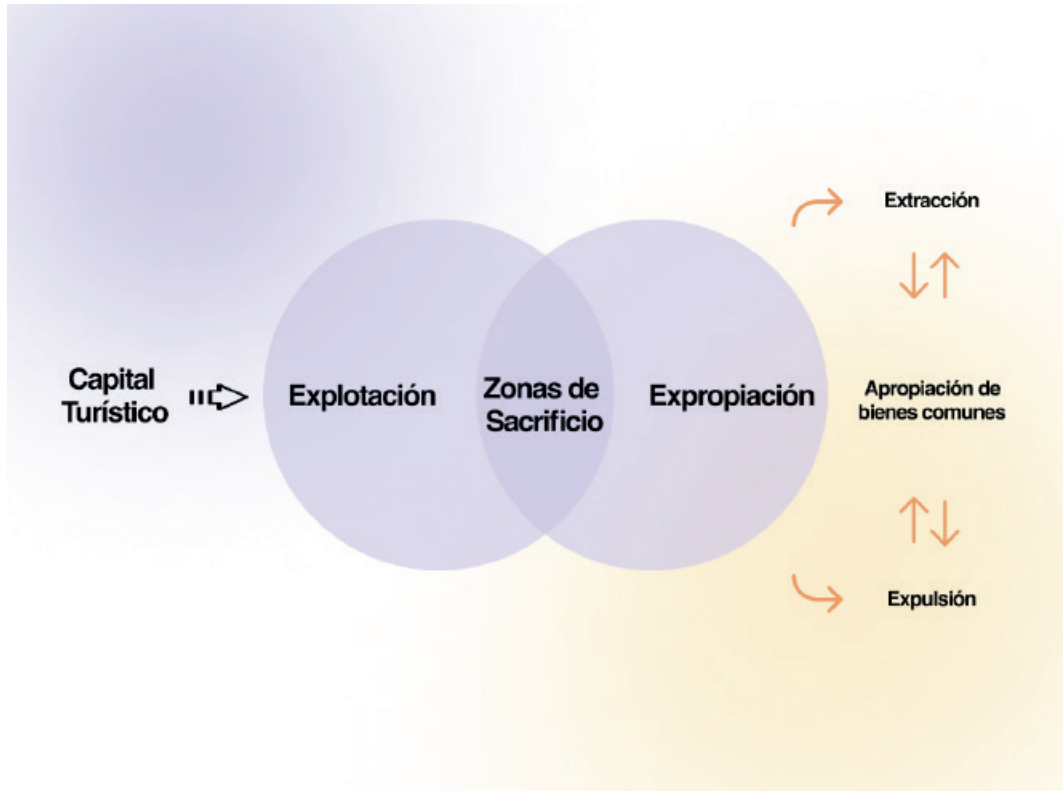 Extracción
Capital
Turístico
Explotación
Zonas de
Sacrificio
Expropiación
Apropiación de
bienes comunes
Expulsión